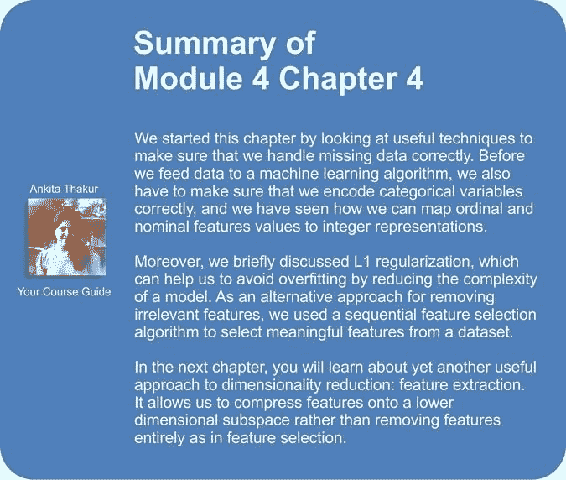 Summary of
Module 4 Chapter 4
We started this chapter by looking at useful techniques to
make sure that we handle missing data correctly. Before
we feed data to a machine learning algorithm, we also
have to make sure that we encode categorical variables
correctly, and we have seen how we can map ordinal and
nominal features values to integer representations.
Ankita Thakur
Your Course Guide
Moreover, we briefly discussed L1 regularization, which
can help us to avoid overfitting by reducing the complexity
of a model. As an alternative approach for removing
irrelevant features, we used a sequential feature selection
algorithm to select meaningful features from a dataset.
In the next chapter, you will learn about yet another useful
approach to dimensionality reduction: feature extraction.
It allows us to compress features onto a lower
dimensional subspace rather than removing features
entirely as in feature selection.